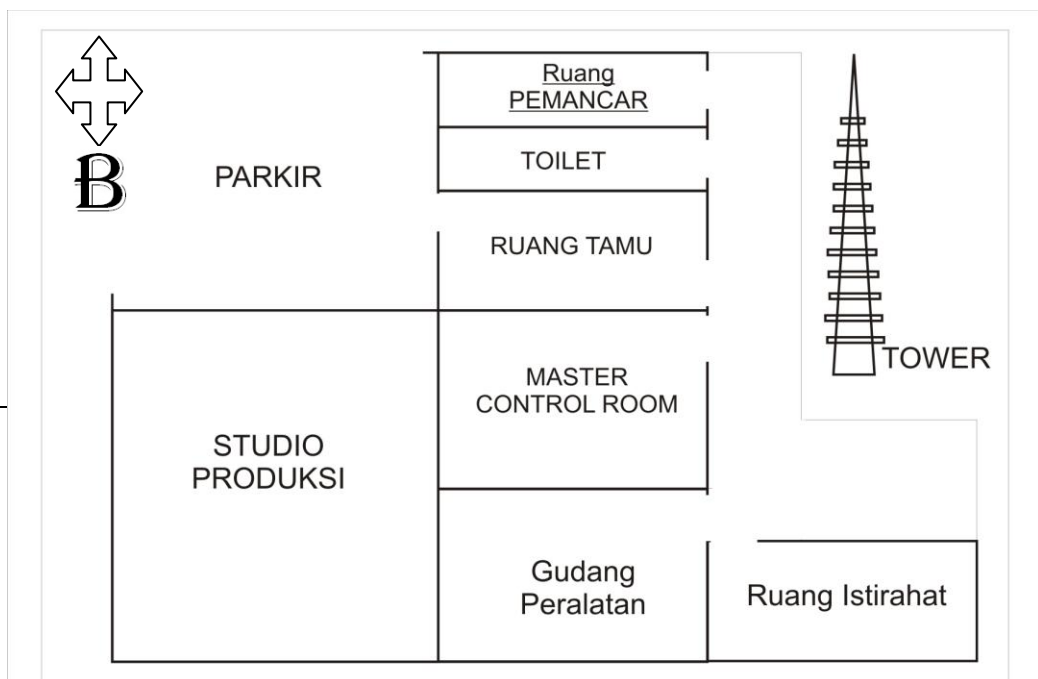 Ruang
PEMANCAR
B
PARKIR
TOILET
RUANG TAMU
TOWER
MASTER
CONTROL ROOM
STUDIO
PRODUKSI
Gudang
Peralatan
Ruang Istirahat